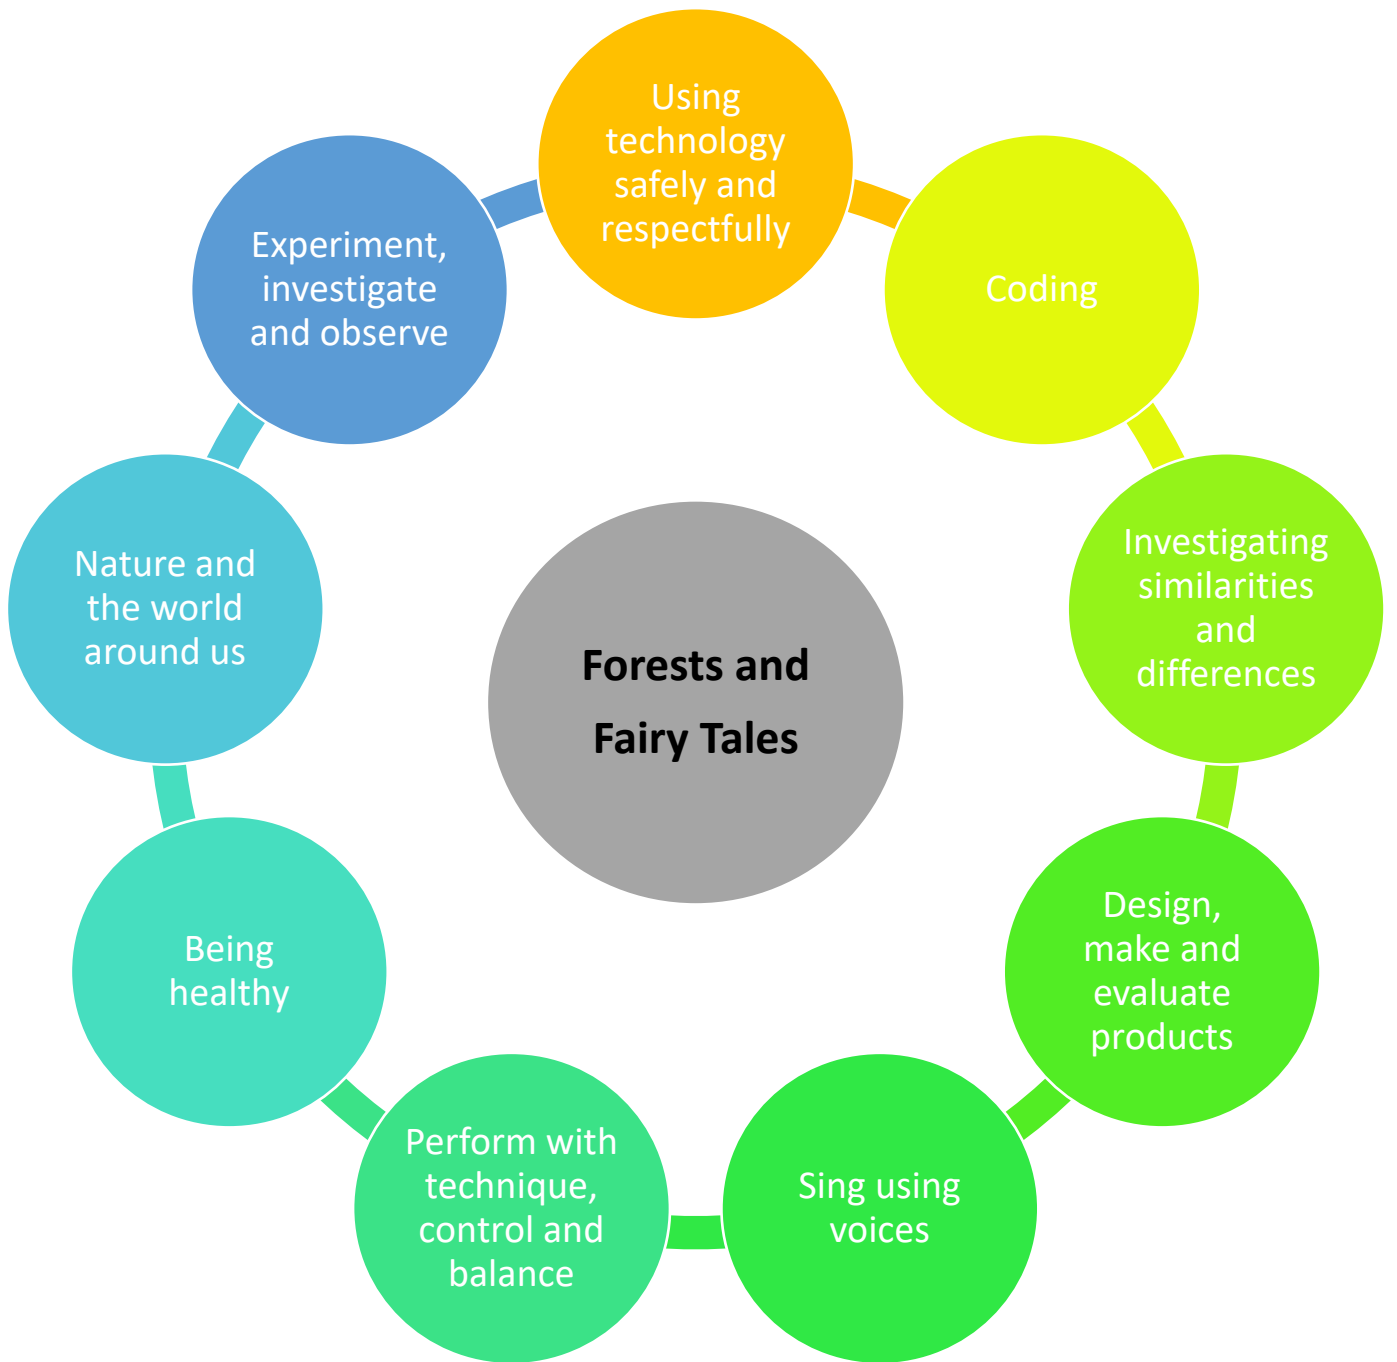 Using
technology
safely and
respectfully
Coding
Investigating
similarities
and
differences
Design,
make and
evaluate
products
Sing using
voices
Perform with
technique,
control and
balance
Being
healthy
Nature and
the world
around us
Experiment,
investigate
and observe
Forests and
Fairy Tales